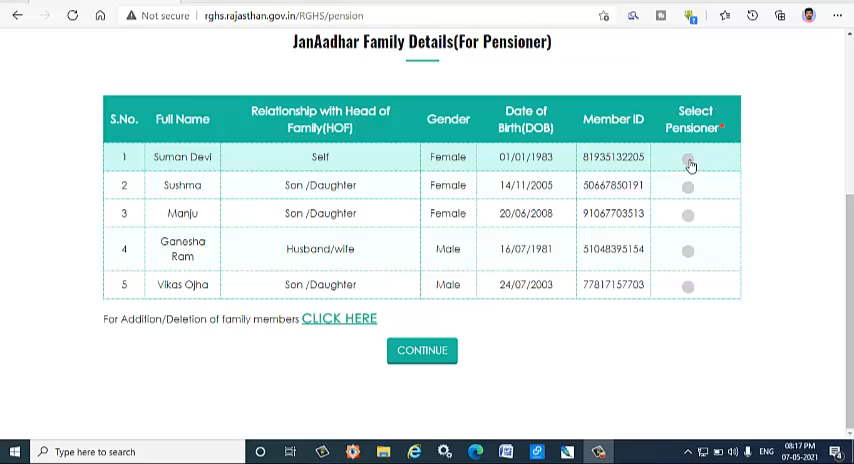 Not secure | rghs.rajasthan.gov.in/RGHS/pension
JanAadhar Family Details(For Pensioner)
S.No. Full Name Relationship with Head of Family(HOF) Gender Date of Birth(DOB) Member ID Select Pensioner*
1 Suman Devi Self Female 01/01/1983 81935132205
2 Sushma Son /Daughter Female 14/11/2005 50667850191
3 Manju Son /Daughter Female 20/06/2008 91067703513
4 Ganesha Ram Husband/wife Male 16/07/1981 51048395154
5 Vikas Ojha Son /Daughter Male 24/07/2003 77817157703
For Addition/Deletion of family members CLICK HERE
CONTINUE
Type here to search
ENG
08:17 PM
07-05-2021